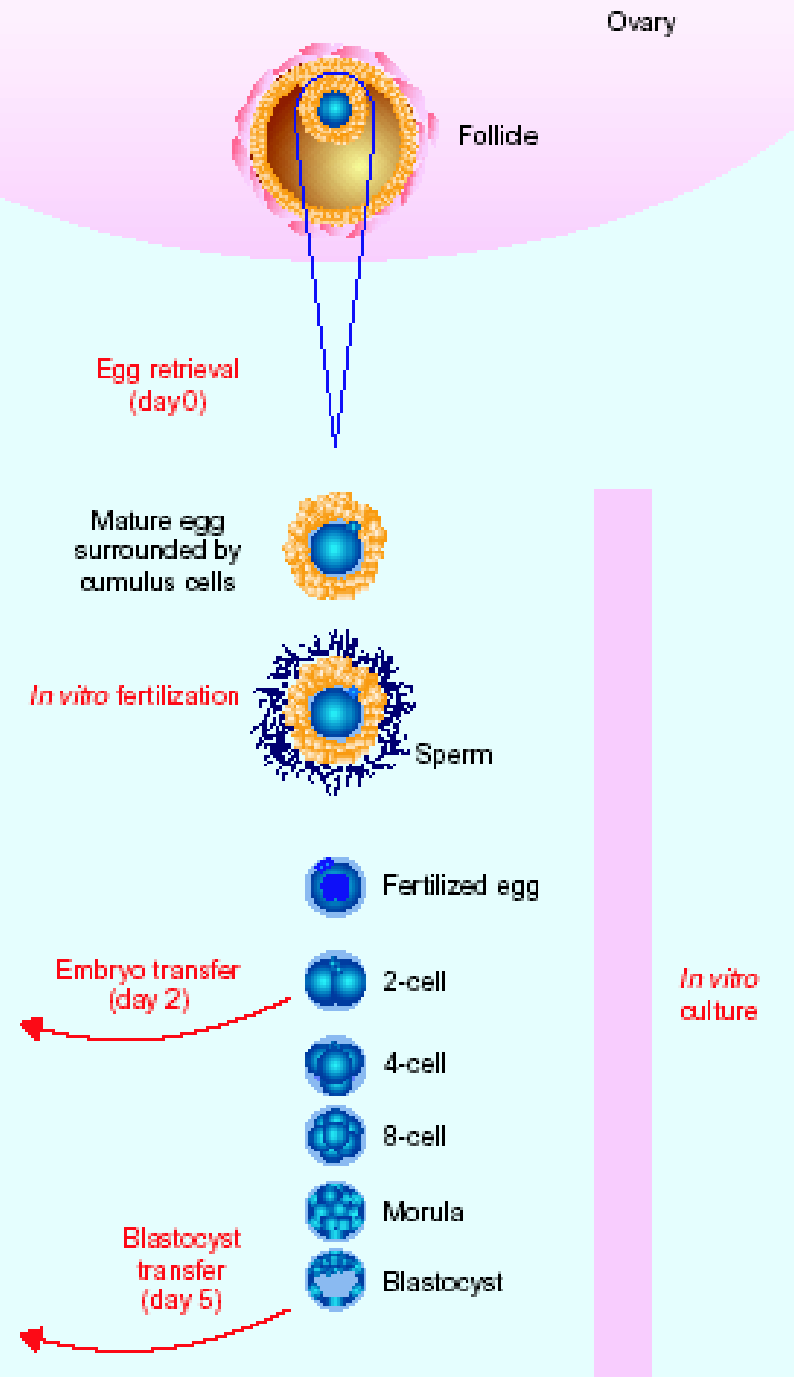 Ovary
Follicle
Egg retrieval
(day0)
Mature egg
surrounded by
cumulus cells
In vitro fertilization
Sperm
Fertilized egg
Embryo transfer
(day 2)
2-cell
In vitro
culture
4-cell
8-cell
Morula
Blastocyst
transfer
(day 5)
Blastocyst